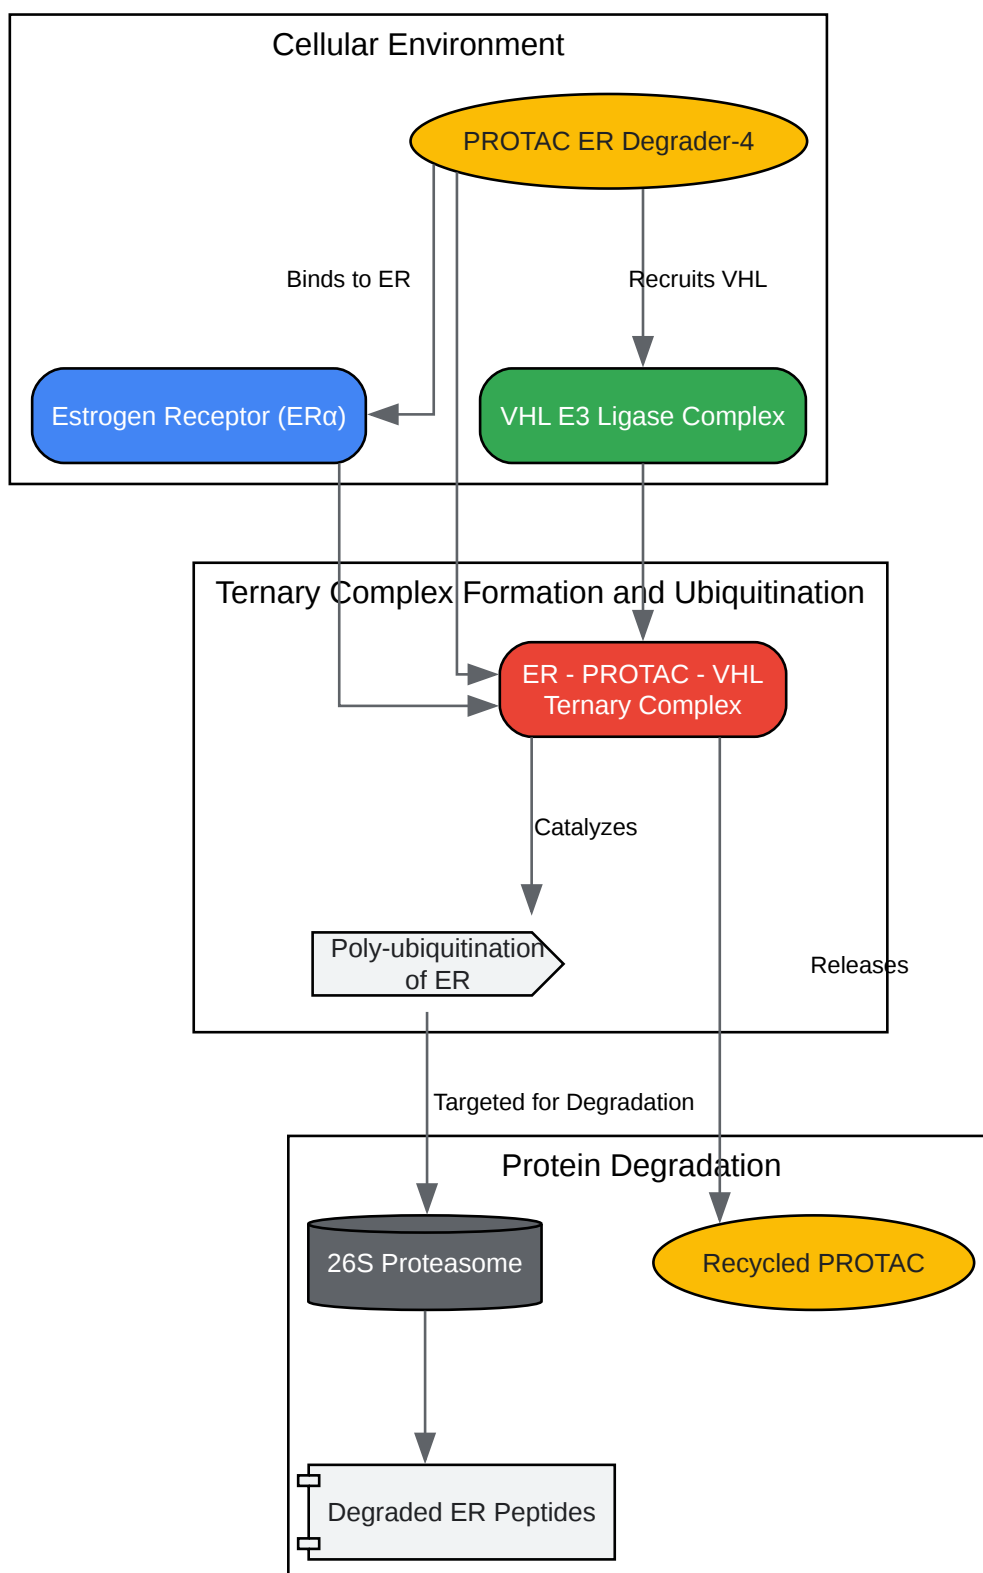 Cellular Environment
PROTAC ER Degrader-4
Binds to ER
Recruits VHL
Estrogen Receptor (ERα)
VHL E3 Ligase Complex
Ternary Complex Formation and Ubiquitination
ER - PROTAC - VHL
Ternary Complex
Catalyzes
Poly-ubiquitination
of ER
Releases
Targeted for Degradation
Protein Degradation
26S Proteasome
Recycled PROTAC
Degraded ER Peptides